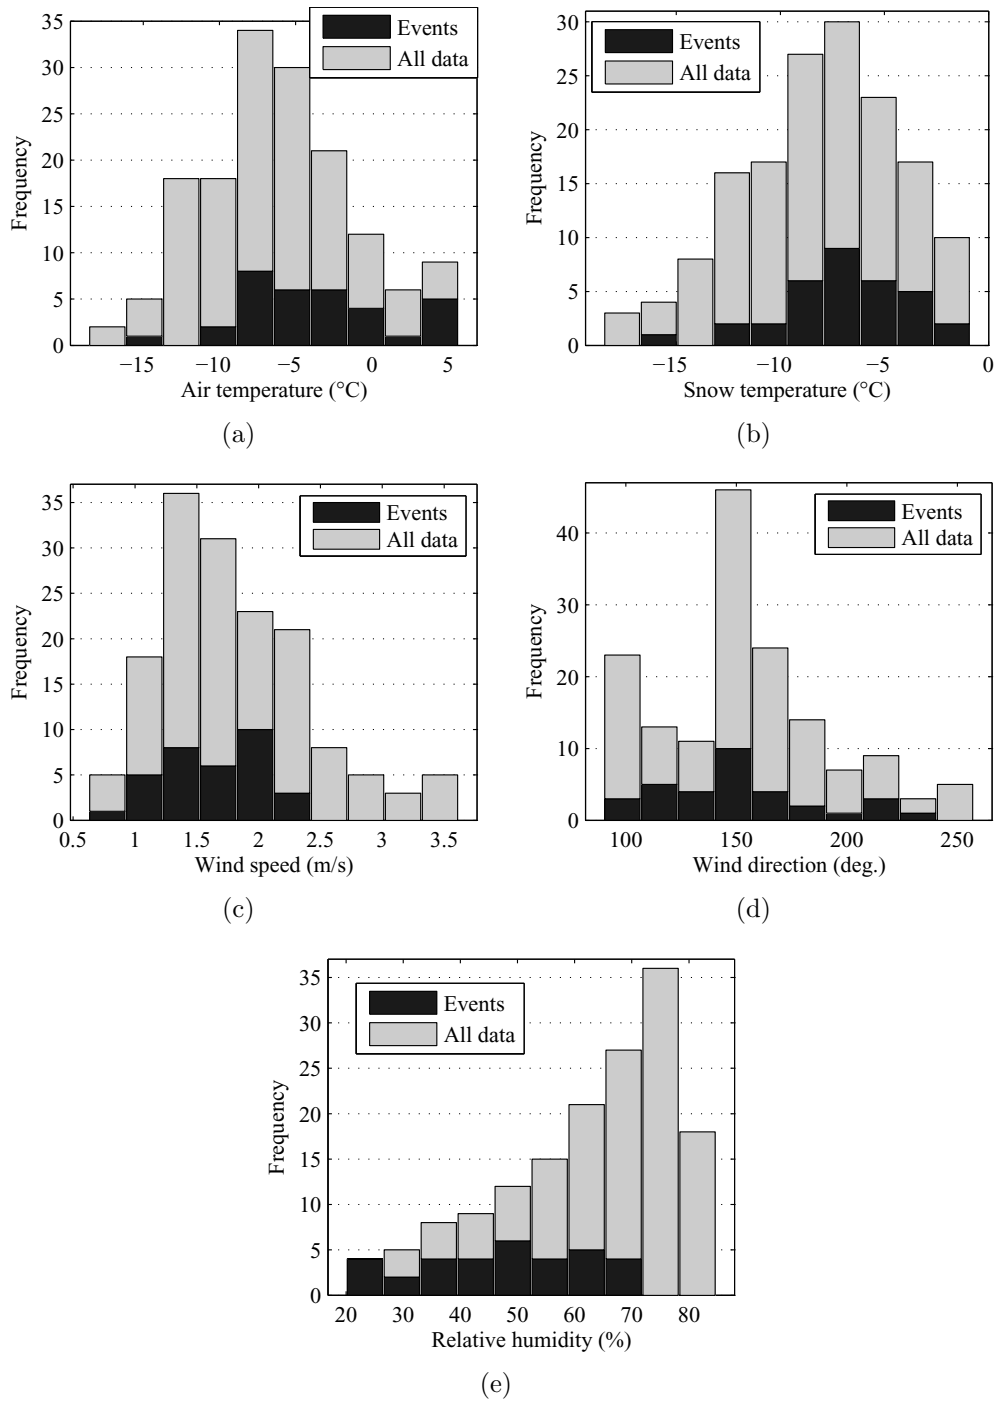 Events
All data
Frequency
35
30
25
20
15
10
5
0
−15 −10 −5 0 5
Air temperature (°C)
(a)
Events
All data
Frequency
30
25
20
15
10
5
0
−15 −10 −5 0
Snow temperature (°C)
(b)
Events
All data
Frequency
35
30
25
20
15
10
5
0
0.5 1 1.5 2 2.5 3 3.5
Wind speed (m/s)
(c)
Events
All data
Frequency
40
30
20
10
0
100 150 200 250
Wind direction (deg.)
(d)
Events
All data
Frequency
35
30
25
20
15
10
5
0
20 30 40 50 60 70 80
Relative humidity (%)
(e)